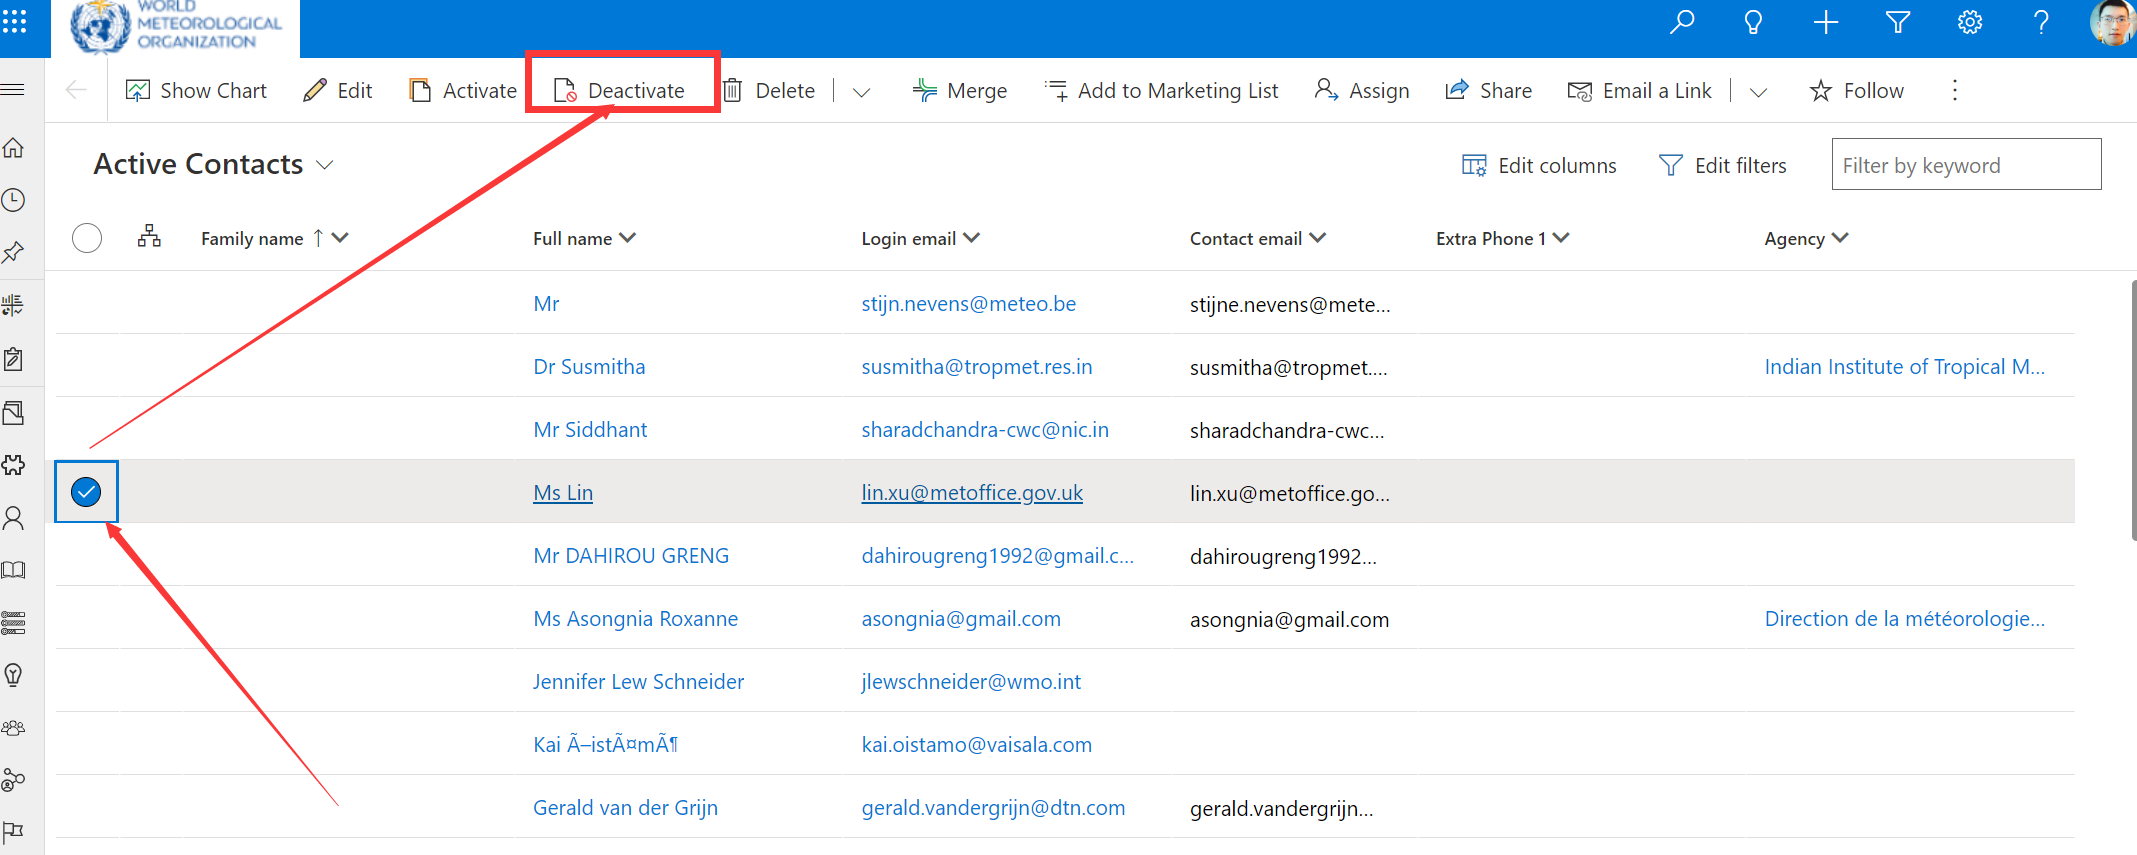 WORLD
METEOROLOGICAL
ORGANIZATION
Show Chart Edit Activate Deactivate Delete Merge Add to Marketing List Assign Share Email a Link Follow
Active Contacts Edit columns Edit filters Filter by keyword
Family name Full name Login email Contact email Extra Phone 1 Agency
Mr stijn.nevens@meteo.be stijne.nevens@mete...
Dr Susmitha susmitha@tropmet.res.in susmitha@tropmet.... Indian Institute of Tropical M...
Mr Siddhant sharadchandra-cwc@nic.in sharadchandra-cwc...
Ms Lin lin.xu@metoffice.gov.uk lin.xu@metoffice.go...
Mr DAHIROU GRENG dahirougreng1992@gmail.c... dahirougreng1992...
Ms Asongnia Roxanne asongnia@gmail.com asongnia@gmail.com Direction de la météorologie...
Jennifer Lew Schneider jlewschneider@wmo.int
Kai Ã–istÃ¤mÃ¶ kai.oistamo@vaisala.com
Gerald van der Grijn gerald.vandergrijn@dtn.com gerald.vandergrijn...